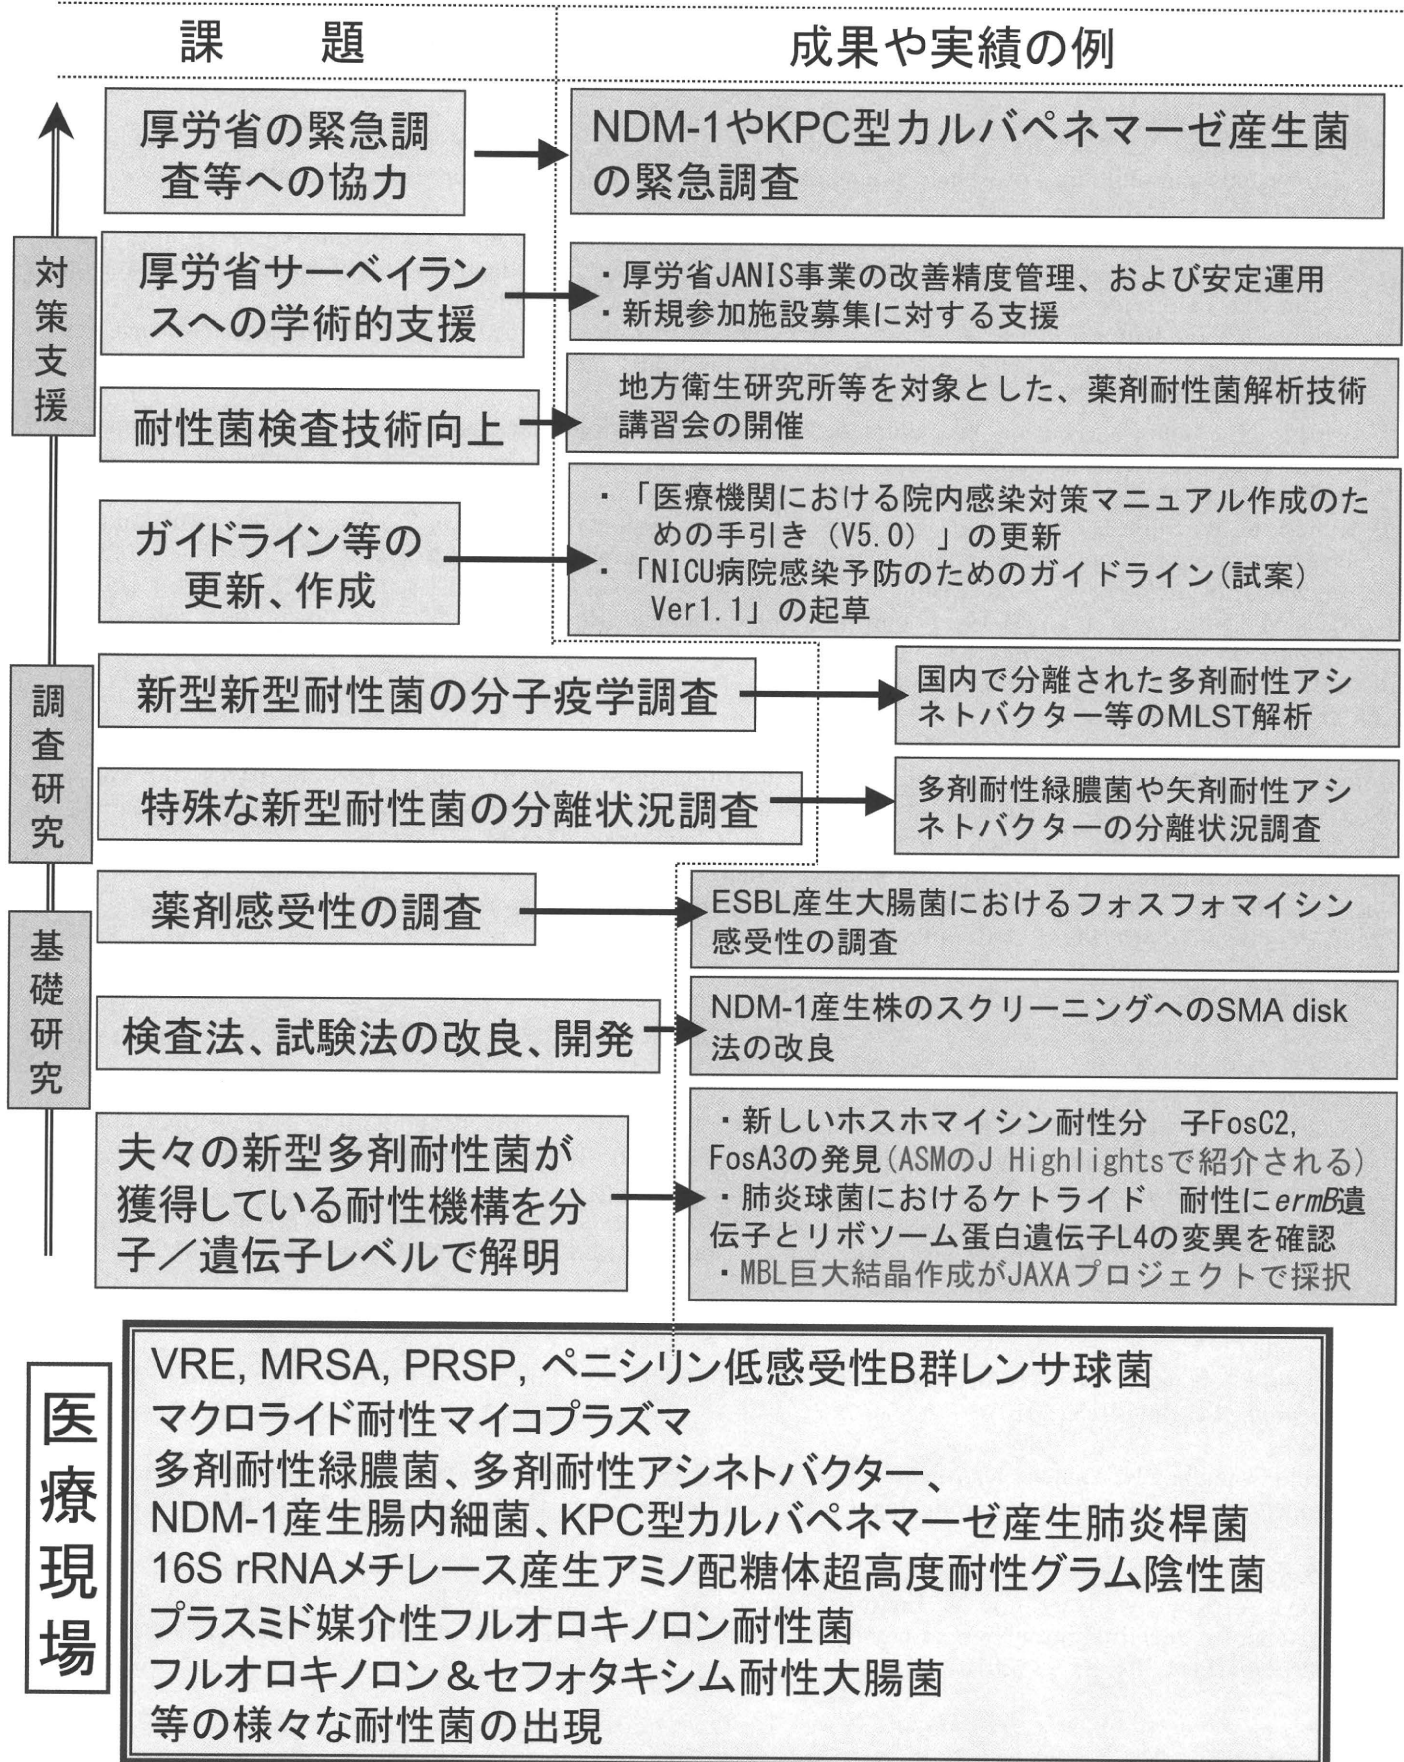 課　題
成果や実績の例
厚労省の緊急調
査等への協力
NDM-1やKPC型カルバペネマーゼ産生菌
の緊急調査
対策支援
厚労省サーベイラン
スへの学術的支援
・厚労省JANIS事業の改善精度管理、および安定運用
・新規参加施設募集に対する支援
耐性菌検査技術向上
地方衛生研究所等を対象とした、薬剤耐性菌解析技術
講習会の開催
ガイドライン等の
更新、作成
・「医療機関における院内感染対策マニュアル作成のた
めの手引き（V5.0）」の更新
・「NICU病院感染予防のためのガイドライン(試案)
Ver1.1」の起草
調査研究
新型新型耐性菌の分子疫学調査
国内で分離された多剤耐性アシ
ネトバクター等のMLST解析
特殊な新型耐性菌の分離状況調査
多剤耐性緑膿菌や矢剤耐性アシ
ネトバクターの分離状況調査
基礎研究
薬剤感受性の調査
ESBL産生大腸菌におけるフォスフォマイシン
感受性の調査
検査法、試験法の改良、開発
NDM-1産生株のスクリーニングへのSMA disk
法の改良
夫々の新型多剤耐性菌が
獲得している耐性機構を分
子／遺伝子レベルで解明
・新しいホスホマイシン耐性分　子FosC2,
FosA3の発見(ASMのJ Highlightsで紹介される)
・肺炎球菌におけるケトライド　耐性にermB遺
伝子とリボソーム蛋白遺伝子L4の変異を確認
・MBL巨大結晶作成がJAXAプロジェクトで採択
医療現場
VRE, MRSA, PRSP, ペニシリン低感受性B群レンサ球菌
マクロライド耐性マイコプラズマ
多剤耐性緑膿菌、多剤耐性アシネトバクター、
NDM-1産生腸内細菌、KPC型カルバペネマーゼ産生肺炎桿菌
16S rRNAメチレース産生アミノ配糖体超高度耐性グラム陰性菌
プラスミド媒介性フルオロキノロン耐性菌
フルオロキノロン＆セフォタキシム耐性大腸菌
等の様々な耐性菌の出現